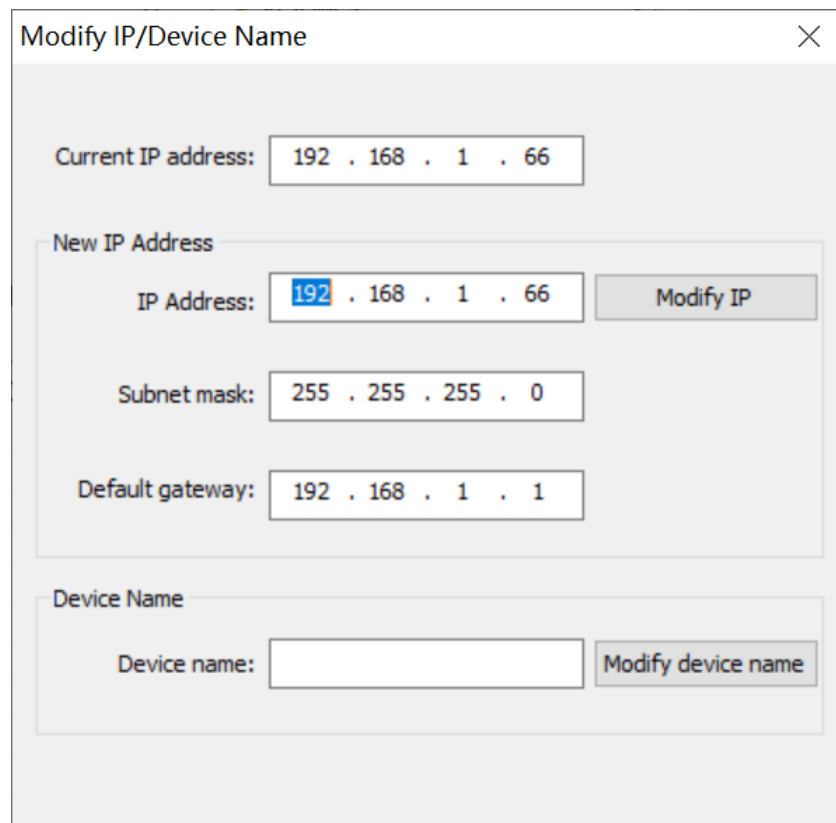 Modify IP/Device Name
Current IP address: 192 . 168 . 1 . 66
New IP Address
IP Address: 192 . 168 . 1 . 66 Modify IP
Subnet mask: 255 . 255 . 255 . 0
Default gateway: 192 . 168 . 1 . 1
Device Name
Device name: Modify device name